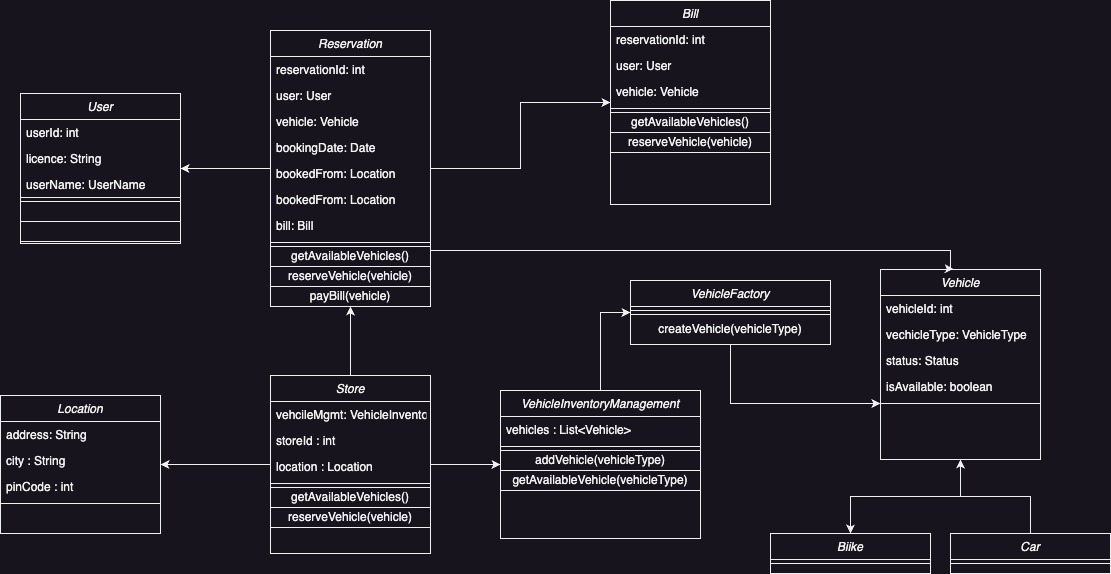 Bill
reservationId: int
user: User
vehicle: Vehicle
getAvailableVehicles()
reserveVehicle(vehicle)
Reservation
reservationId: int
user: User
vehicle: Vehicle
bookingDate: Date
bookedFrom: Location
bookedFrom: Location
bill: Bill
getAvailableVehicles()
reserveVehicle(vehicle)
payBill(vehicle)
User
userId: int
licence: String
userName: UserName
Vehicle
vehicleId: int
vechicleType: VehicleType
status: Status
isAvailable: boolean
VehicleFactory
createVehicle(vehicleType)
Store
vehcileMgmt: VehicleInventc
storeId : int
location : Location
getAvailableVehicles()
reserveVehicle(vehicle)
VehicleInventoryManagement
vehicles : List<Vehicle>
addVehicle(vehicleType)
getAvailableVehicle(vehicleType)
Location
address: String
city : String
pinCode : int
Biike
Car